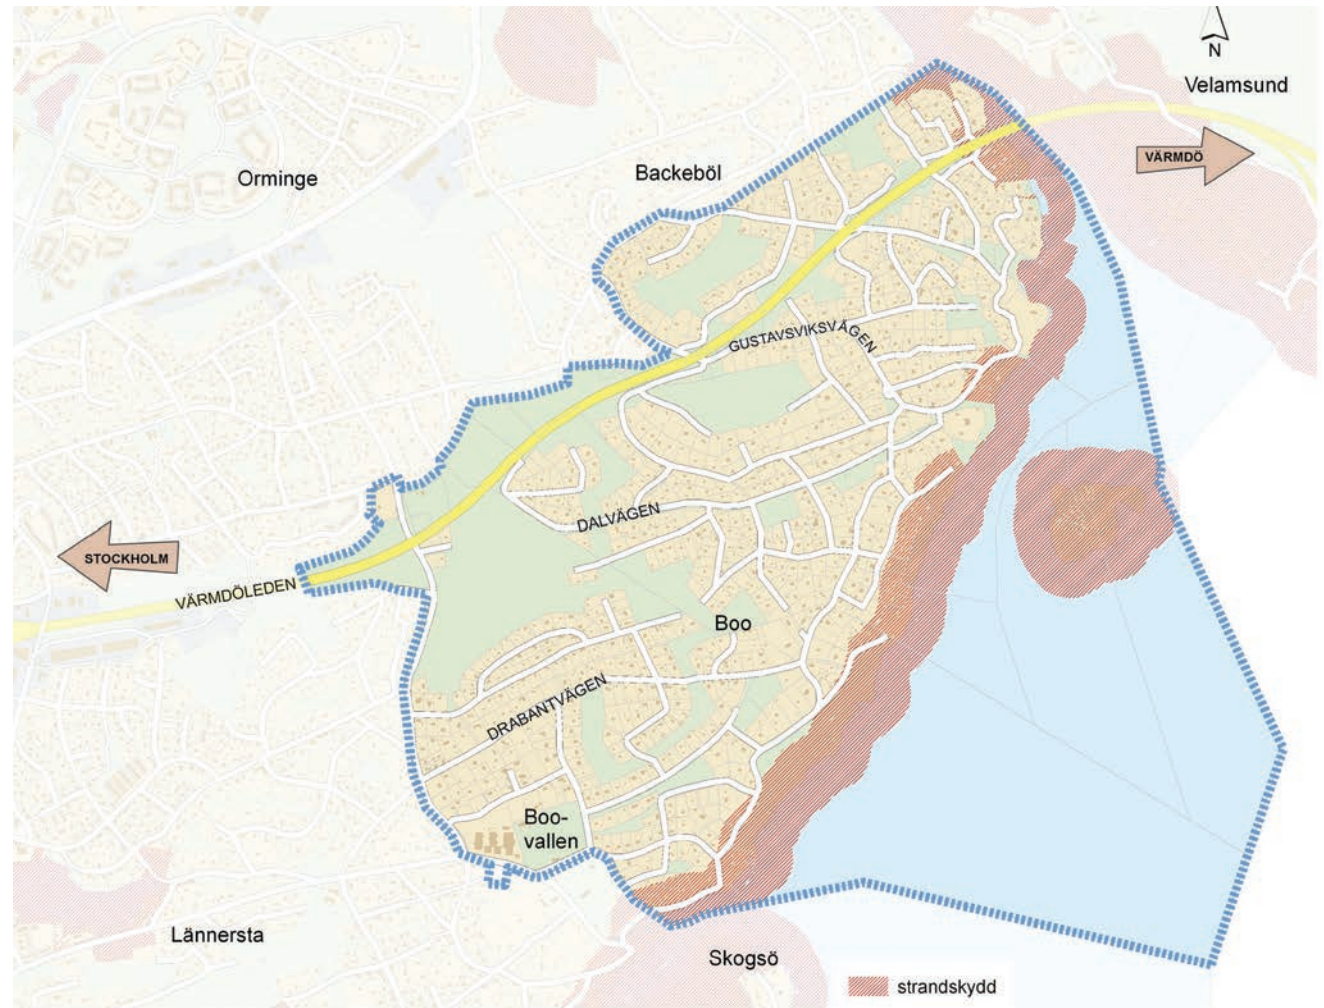 N
Velamsund
VÄRMDÖ
Backeböl
Orminge
GUSTAVSVIKSVÄGEN
DALVÄGEN
STOCKHOLM
VÄRMDÖLEDEN
Boo
DRABANTVÄGEN
Boo-
vallen
Lännersta
Skogsö
strandskydd